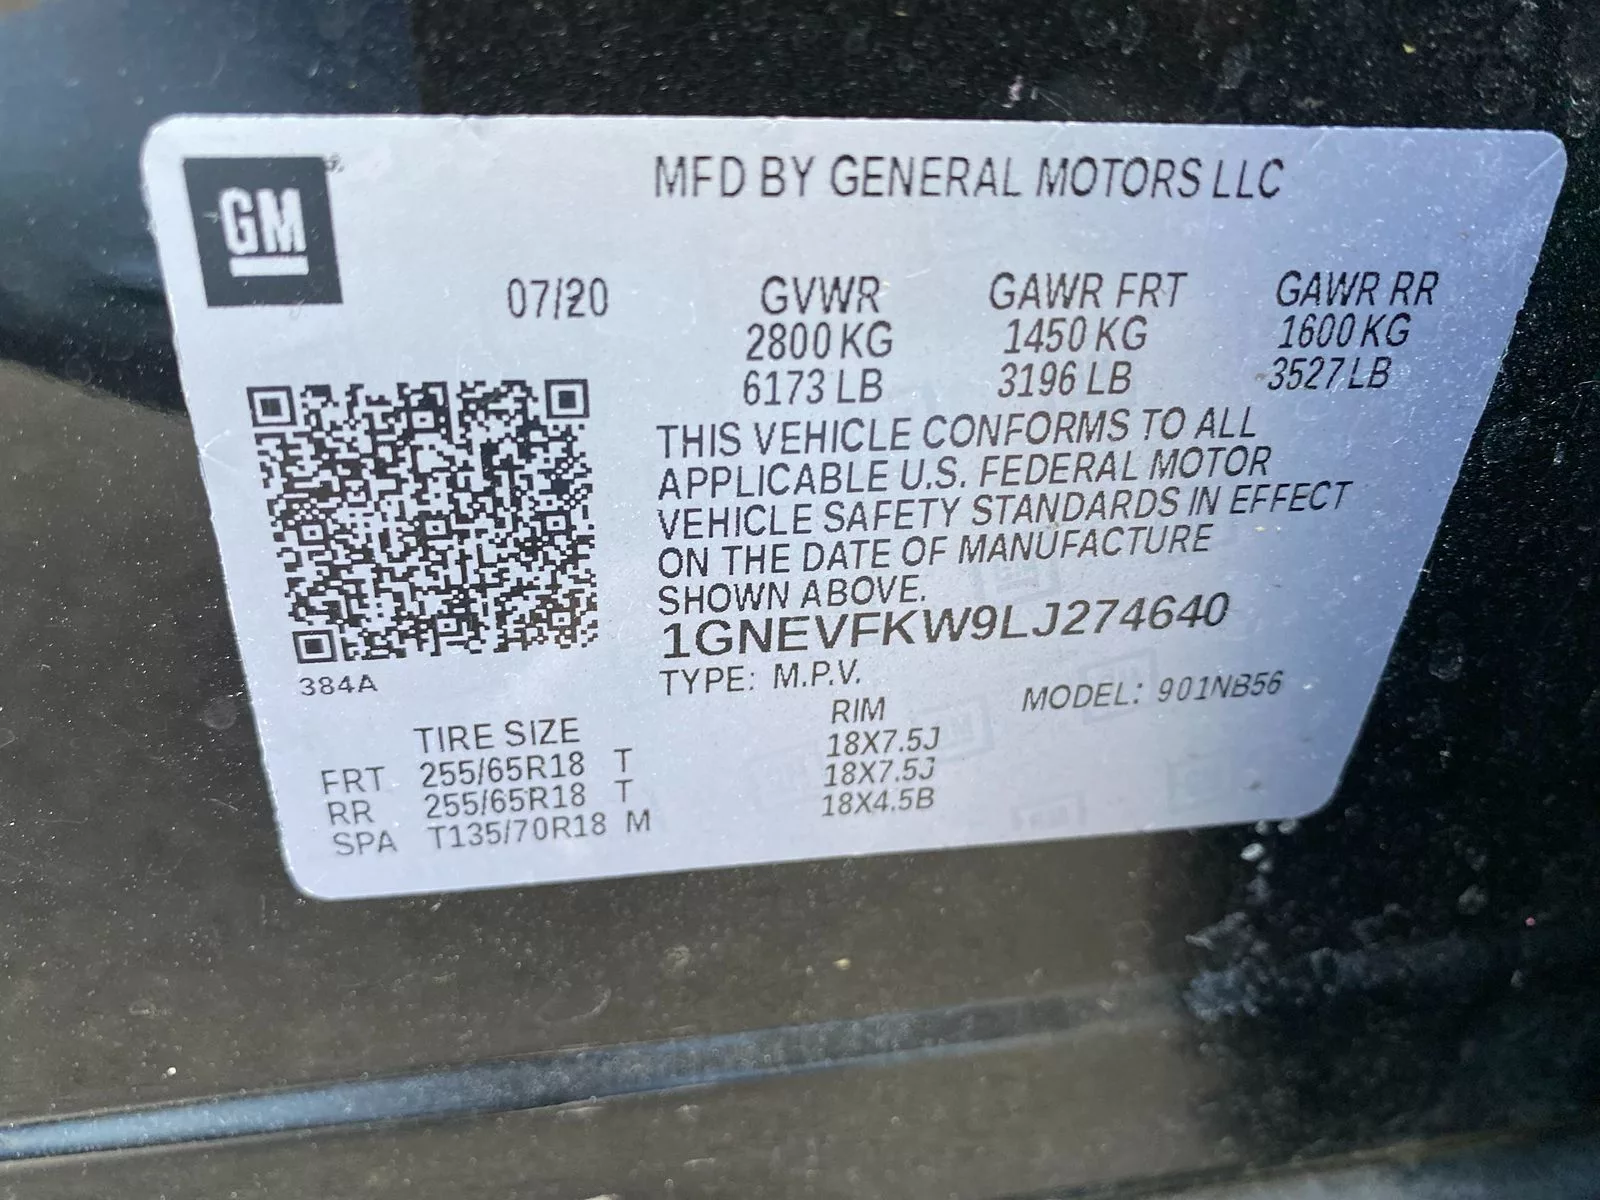 GM
MFD BY GENERAL MOTORS LLC
07/20
GVWR GAWR FRT GAWR RR
2800 KG 1450 KG 1600 KG
6173 LB 3196 LB 3527 LB
THIS VEHICLE CONFORMS TO ALL
APPLICABLE U.S. FEDERAL MOTOR
VEHICLE SAFETY STANDARDS IN EFFECT
ON THE DATE OF MANUFACTURE
SHOWN ABOVE.
1GNEVFKW9LJ274640
384A
TYPE: M.P.V. MODEL: 901NB56
TIRE SIZE RIM
FRT 255/65R18 T 18X7.5J
RR 255/65R18 T 18X7.5J
SPA T135/70R18 M 18X4.5B